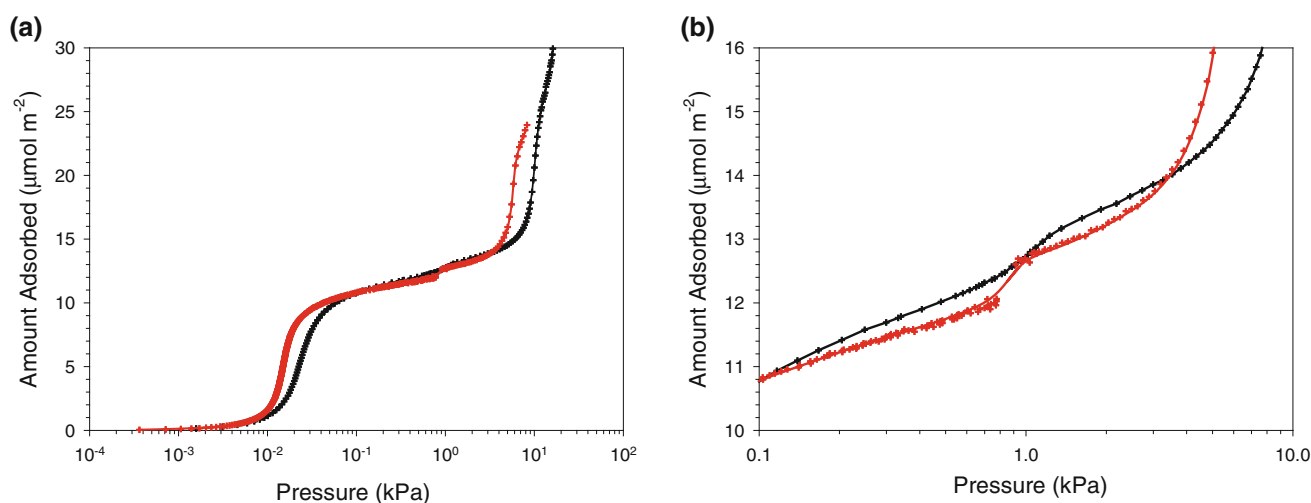 (a)
30
25
20
15
10
5
0
Amount Adsorbed (µmol m-2)
10-4 10-3 10-2 10-1 100 101 102
Pressure (kPa)
(b)
16
15
14
13
12
11
10
Amount Adsorbed (µmol m-2)
0.1 1.0 10.0
Pressure (kPa)